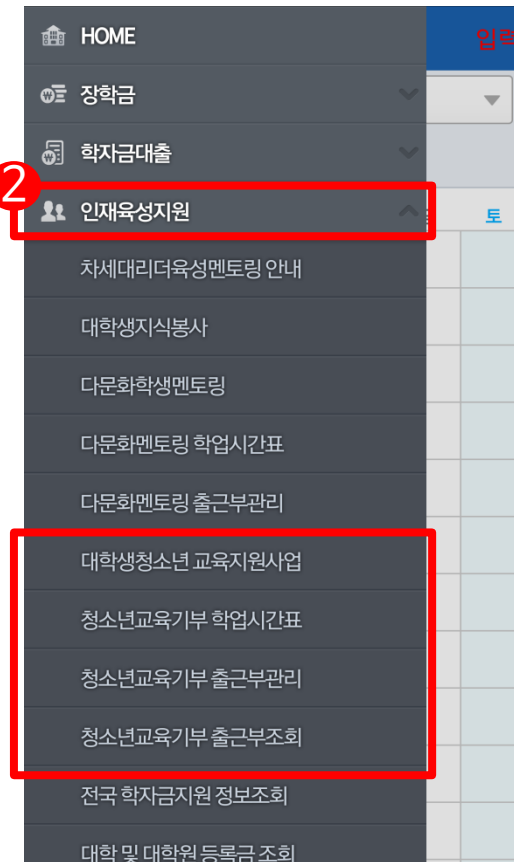 HOME
입력
장학금
학자금대출
2
인재육성지원
토
차세대리더육성멘토링 안내
대학생지식봉사
다문화학생멘토링
다문화멘토링 학업시간표
다문화멘토링 출근부관리
대학생청소년 교육지원사업
청소년교육기부 학업시간표
청소년교육기부 출근부관리
청소년교육기부 출근부조회
전국 학자금지원 정보조회
대학 및 대학원 등록금 조회